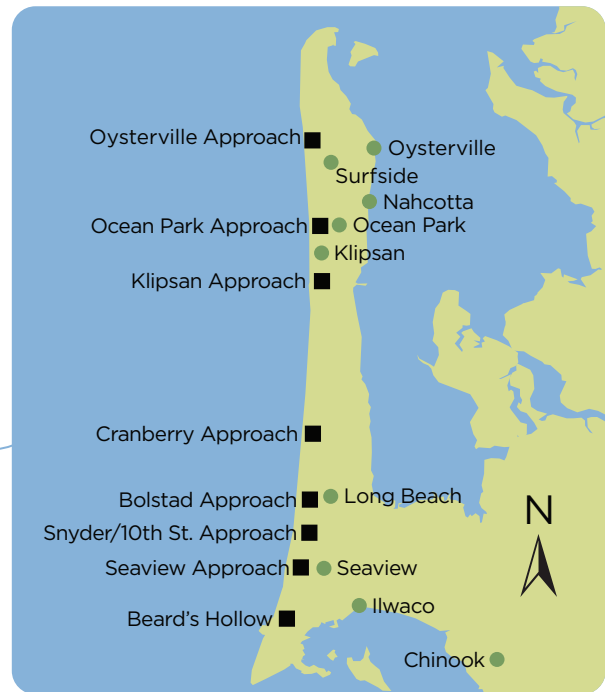 Oysterville Approach
Oysterville
Surfside
Nahcotta
Ocean Park Approach
Ocean Park
Klipsan
Klipsan Approach
Cranberry Approach
Bolstad Approach
Long Beach
N
Snyder/10th St. Approach
Seaview Approach
Seaview
Ilwaco
Beard's Hollow
Chinook